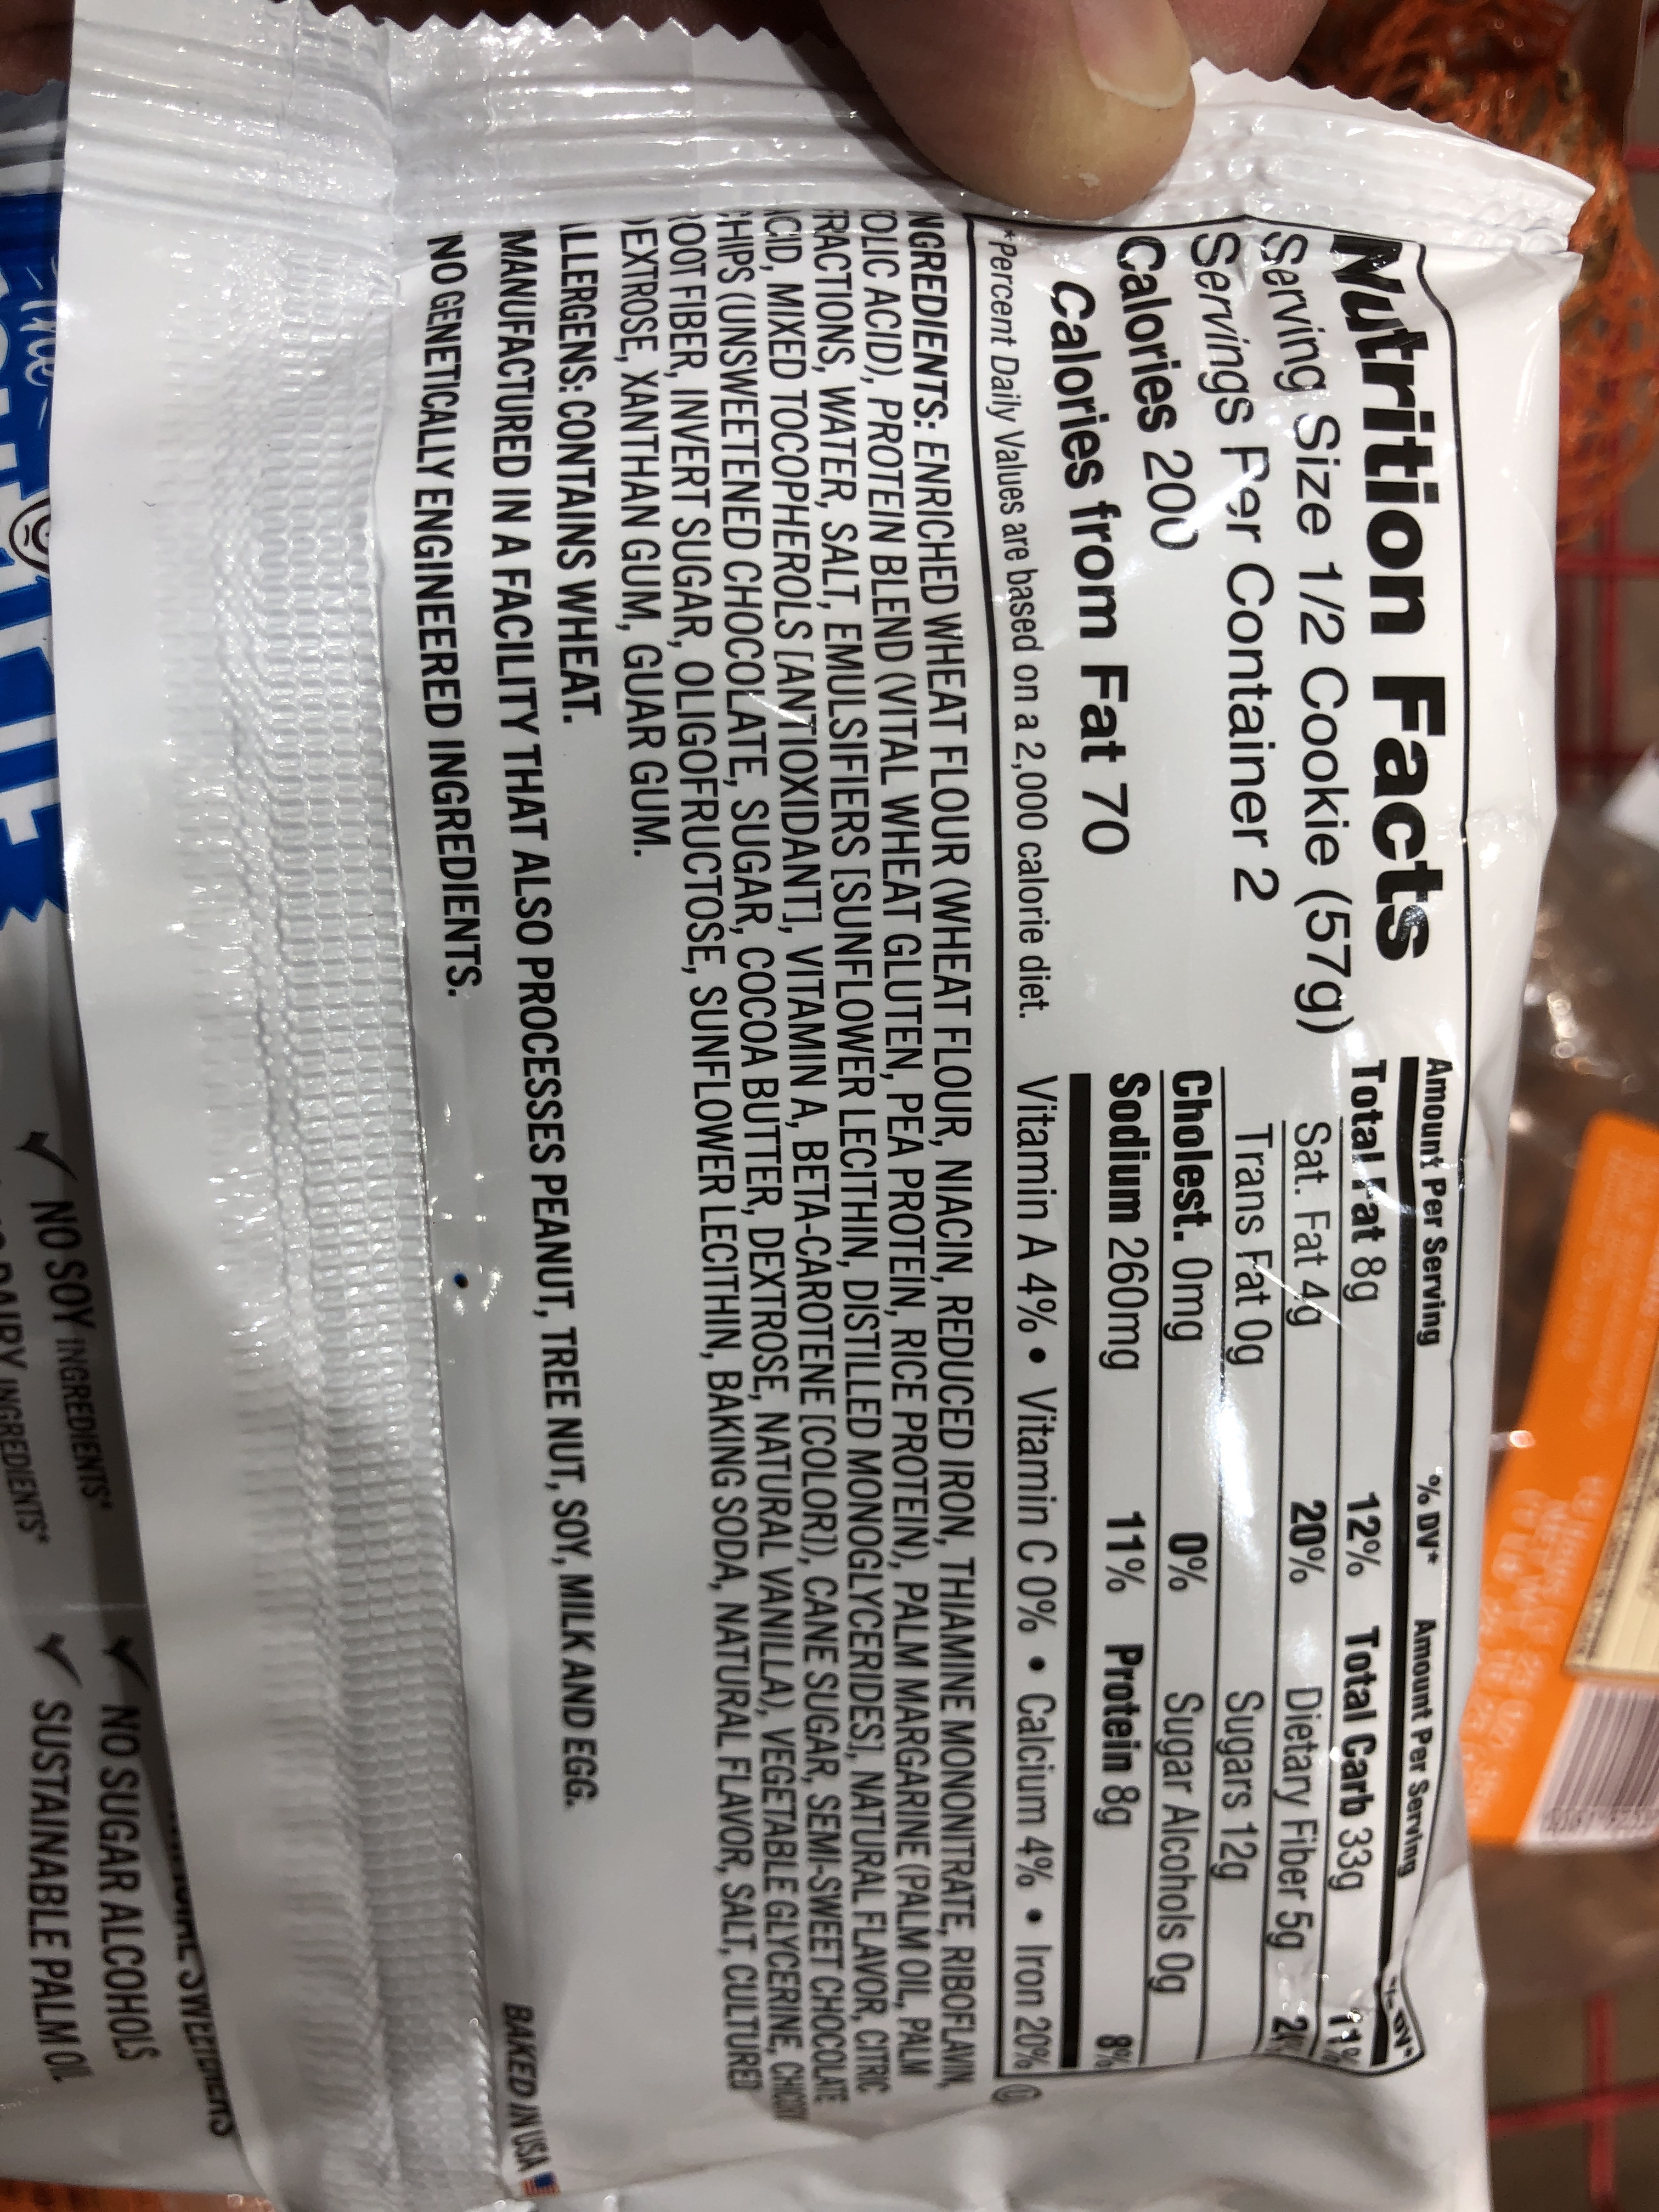 Nutrition Facts
Serving Size 1/2 Cookie (57g)
Servings Per Container 2
Calories 200
Calories from Fat 70
*Percent Daily Values are based on a 2,000 calorie diet.
Amount Per Serving % DV* Amount Per Serving % DV*
Total Fat 8g 12% Total Carb 33g 11%
Sat. Fat 4g 20% Dietary Fiber 5g
Trans Fat 0g Sugars 12g
Cholest. 0mg 0% Sugar Alcohols 0g
Sodium 260mg 11% Protein 8g 8%
Vitamin A 4% • Vitamin C 0% • Calcium 4% • Iron 20%
NGREDIENTS: ENRICHED WHEAT FLOUR (WHEAT FLOUR, NIACIN, REDUCED IRON, THIAMINE MONONITRATE, RIBOFLAVIN,
FOLIC ACID), PROTEIN BLEND (VITAL WHEAT GLUTEN, PEA PROTEIN, RICE PROTEIN), PALM MARGARINE (PALM OIL, PALM
FRACTIONS, WATER, SALT, EMULSIFIERS [SUNFLOWER LECITHIN, DISTILLED MONOGLYCERIDES], NATURAL FLAVOR, CITRIC
ACID, MIXED TOCOPHEROLS [ANTIOXIDANT], VITAMIN A, BETA-CAROTENE [COLOR]), CANE SUGAR, SEMI-SWEET CHOCOLATE
CHIPS (UNSWEETENED CHOCOLATE, SUGAR, COCOA BUTTER, DEXTROSE, NATURAL VANILLA), VEGETABLE GLYCERINE, CHICORY
ROOT FIBER, INVERT SUGAR, OLIGOFRUCTOSE, SUNFLOWER LECITHIN, BAKING SODA, NATURAL FLAVOR, SALT, CULTURED
DEXTROSE, XANTHAN GUM, GUAR GUM.
ALLERGENS: CONTAINS WHEAT.
MANUFACTURED IN A FACILITY THAT ALSO PROCESSES PEANUT, TREE NUT, SOY, MILK AND EGG.
NO GENETICALLY ENGINEERED INGREDIENTS.
BAKED IN USA
The
SWEETENERS
NO SOY INGREDIENTS*
NO SUGAR ALCOHOLS
DAIRY INGREDIENTS*
SUSTAINABLE PALM OIL